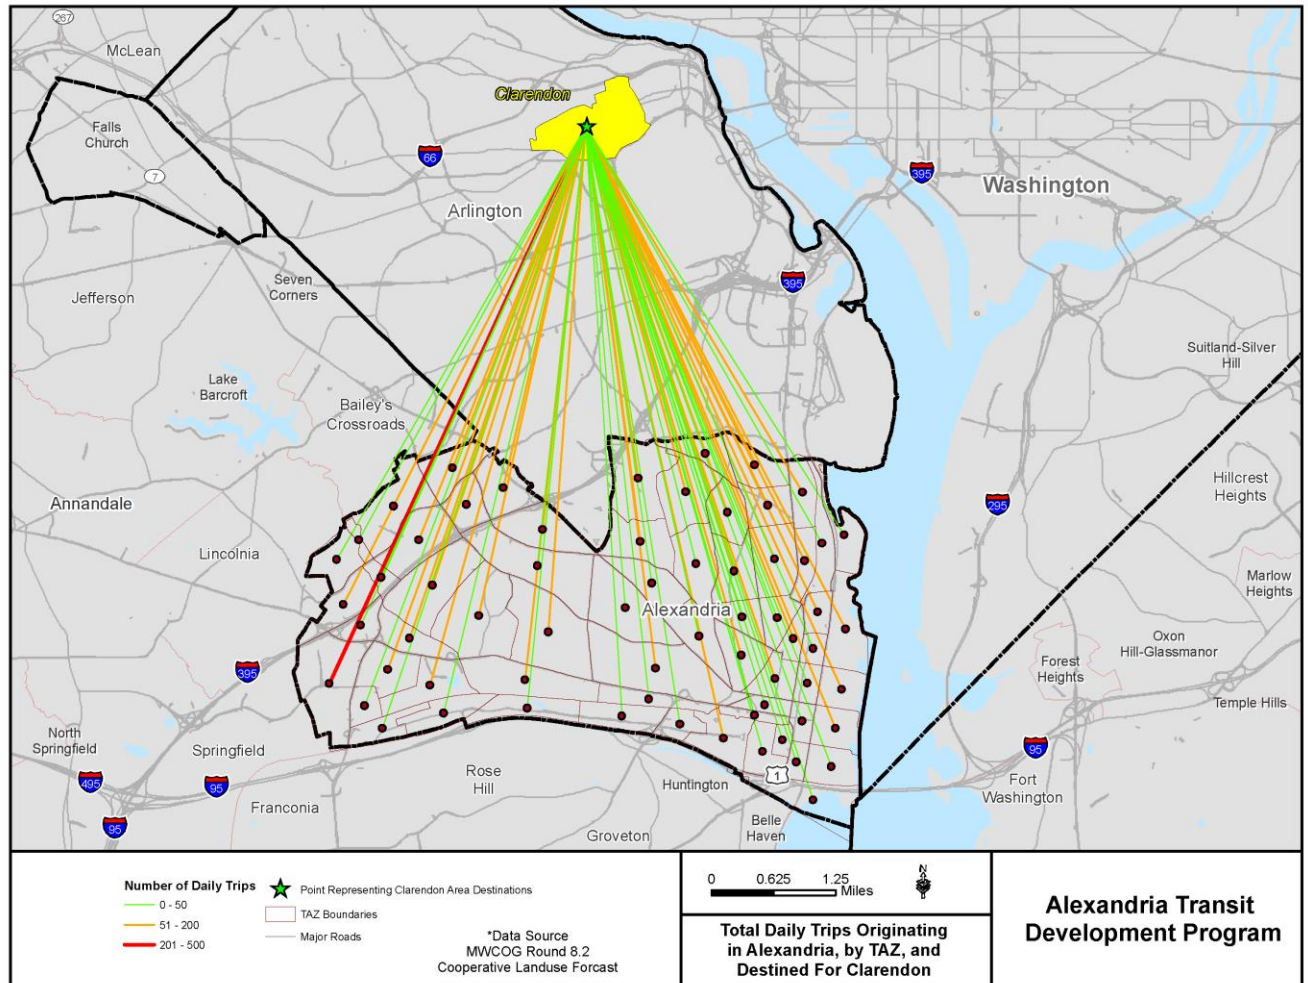 267
McLean
Clarendon
Falls
Church
66
395
Washington
7
Arlington
Seven
Corners
395
Jefferson
Suitland-Silver
Hill
Lake
Barcroft
Bailey's
Crossroads
Hillcrest
Heights
Annandale
295
Lincolnia
Marlow
Heights
Alexandria
Oxon
Hill-Glassmanor
395
Forest
Heights
Temple Hills
North
Springfield
Springfield
95
Rose
Hill
495
95
Huntington
1
Fort
Washington
Franconia
95
Belle
Haven
Groveton
Number of Daily Trips
0 - 50
51 - 200
201 - 500
Point Representing Clarendon Area Destinations
TAZ Boundaries
Major Roads
*Data Source
MWCOG Round 8.2
Cooperative Landuse Forcast
0 0.625 1.25
Miles
N
Total Daily Trips Originating
in Alexandria, by TAZ, and
Destined For Clarendon
Alexandria Transit
Development Program